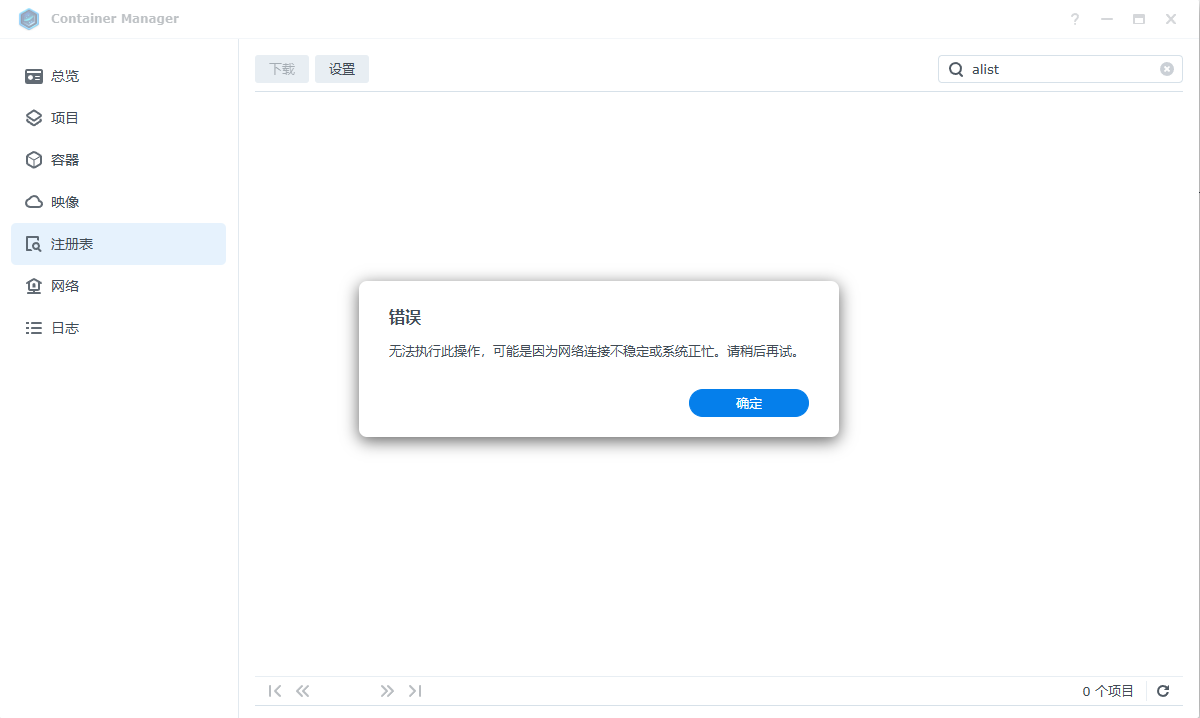 Container Manager
总览
项目
容器
映像
注册表
网络
日志
下载 设置 alist
错误
无法执行此操作，可能是因为网络连接不稳定或系统正忙。请稍后再试。
确定
0 个项目